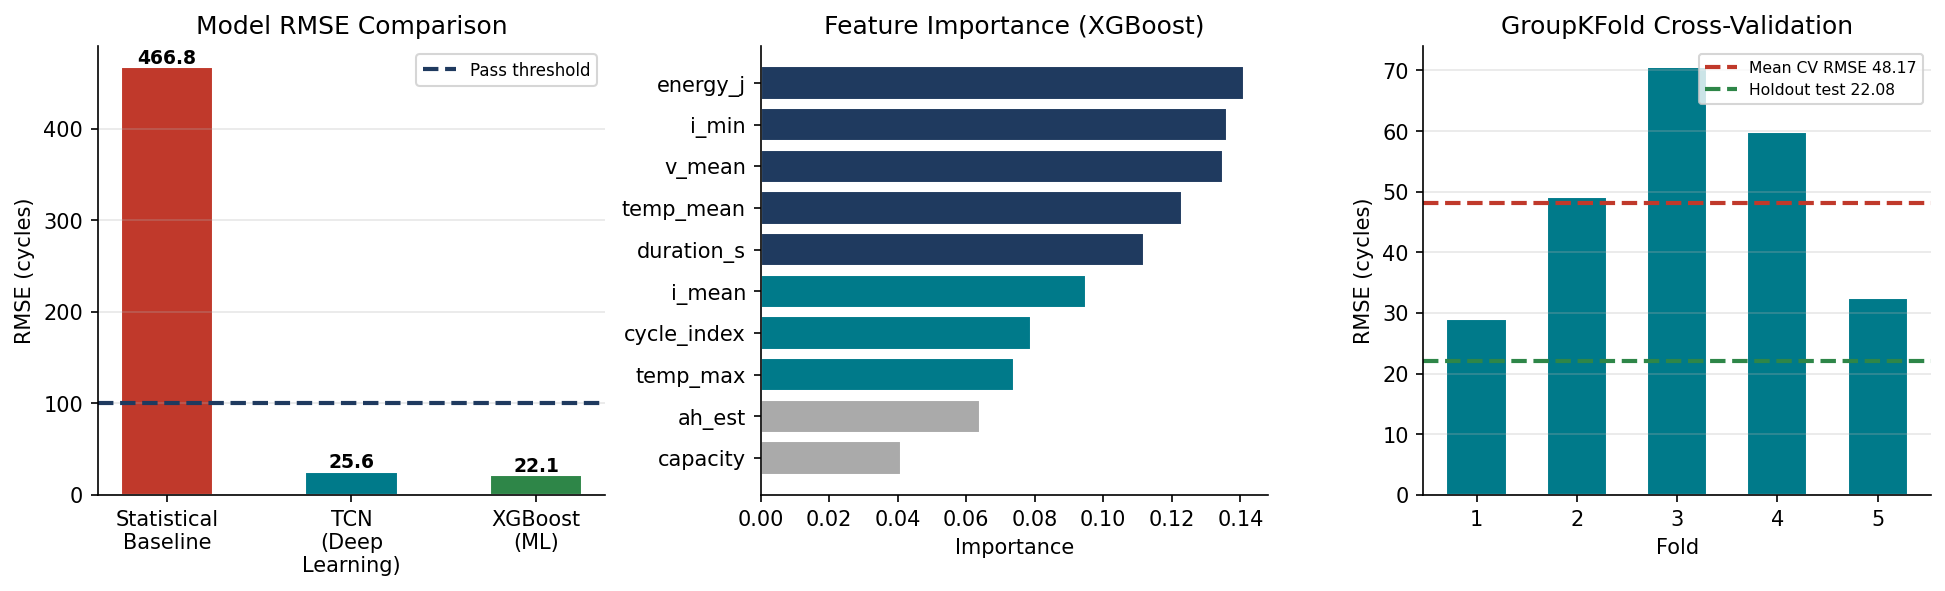 Model RMSE Comparison
RMSE (cycles)
400
300
200
100
0
466.8
25.6
22.1
Pass threshold
Statistical
Baseline
TCN
(Deep
Learning)
XGBoost
(ML)
Feature Importance (XGBoost)
energy_j
i_min
v_mean
temp_mean
duration_s
i_mean
cycle_index
temp_max
ah_est
capacity
0.00 0.02 0.04 0.06 0.08 0.10 0.12 0.14
Importance
GroupKFold Cross-Validation
RMSE (cycles)
70
60
50
40
30
20
10
0
Mean CV RMSE 48.17
Holdout test 22.08
1 2 3 4 5
Fold